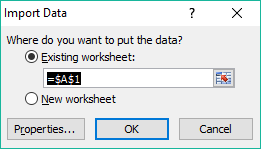 Import Data
Where do you want to put the data?
Existing worksheet:
=$A$1
New worksheet
Properties...
OK
Cancel